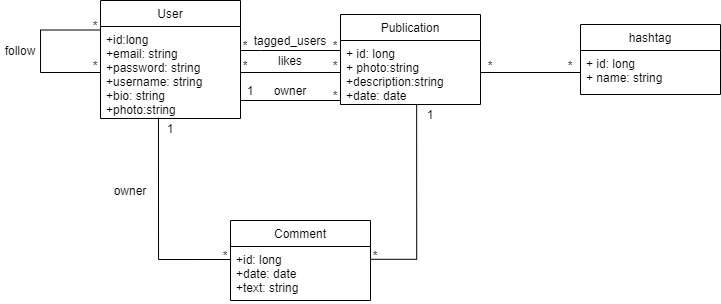 User
+id:long
+email: string
+password: string
+username: string
+bio: string
+photo:string
follow
*
*
*
tagged_users
*
*
likes
*
1
owner
*
Publication
+ id: long
+ photo:string
+description:string
+date: date
*
*
hashtag
+ id: long
+ name: string
1
1
owner
*
*
Comment
+id: long
+date: date
+text: string